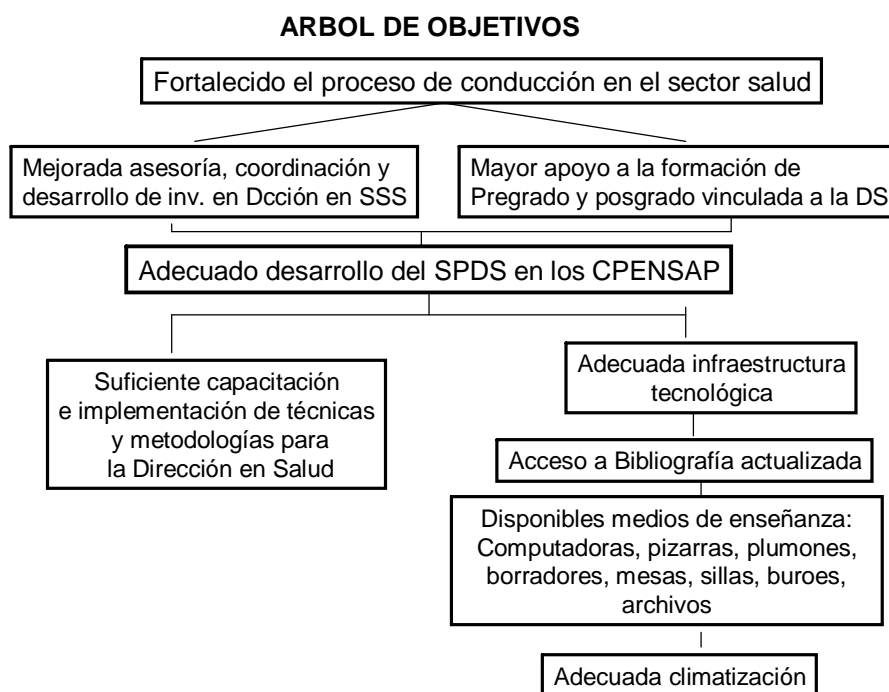 ARBOL DE OBJETIVOS
Fortalecido el proceso de conducción en el sector salud
Mejorada asesoría, coordinación y
desarrollo de inv. en Dcción en SSS
Mayor apoyo a la formación de
Pregrado y posgrado vinculada a la DS
Adecuado desarrollo del SPDS en los CPENSAP
Suficiente capacitación
e implementación de técnicas
y metodologías para
la Dirección en Salud
Adecuada infraestructura
tecnológica
Acceso a Bibliografía actualizada
Disponibles medios de enseñanza:
Computadoras, pizarras, plumones,
borradores, mesas, sillas, buroes,
archivos
Adecuada climatización